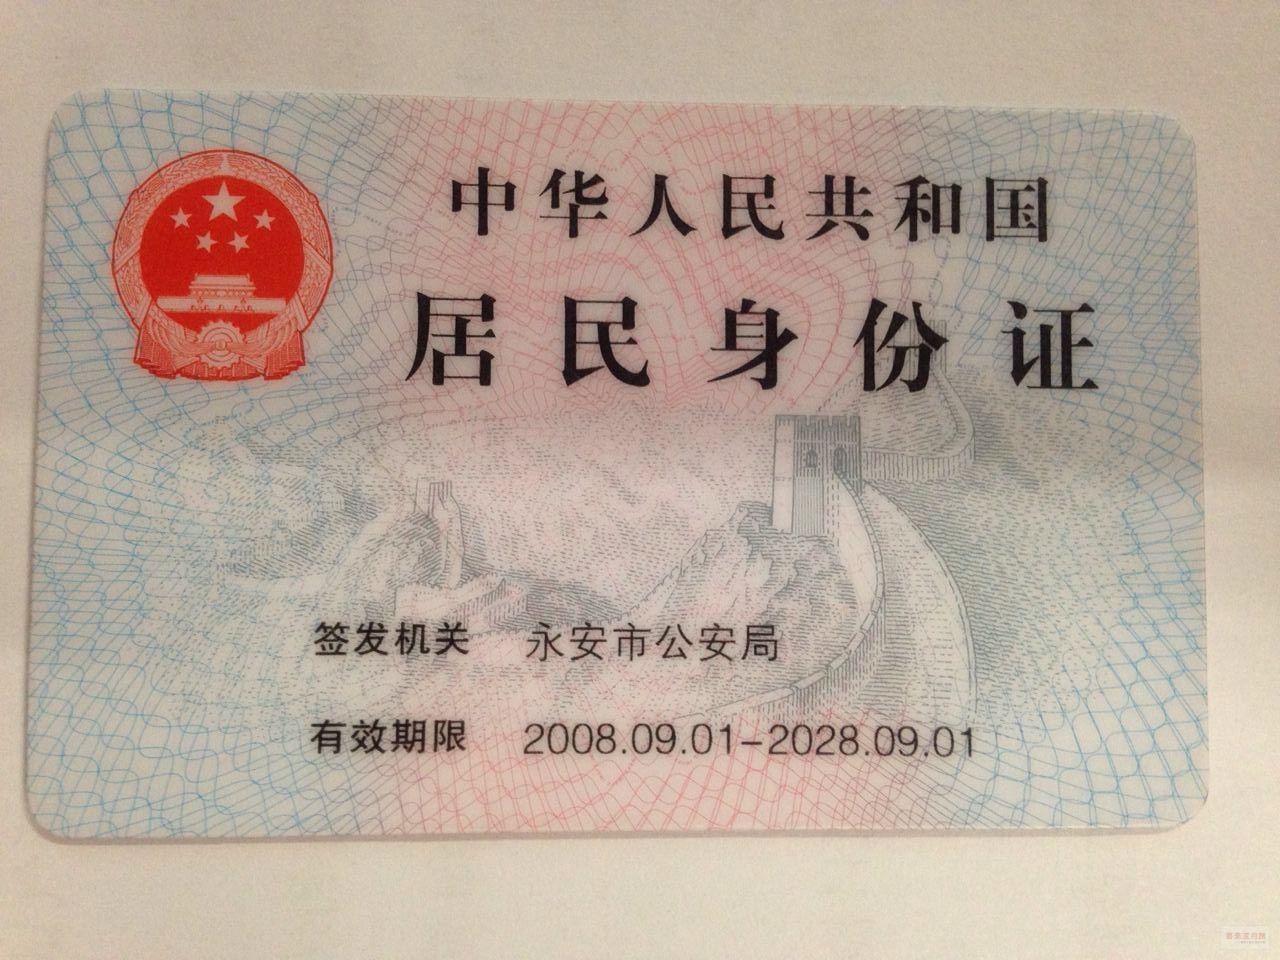 中华人民共和国
居民身份证
签发机关 永安市公安局
有效期限 2008.09.01-2028.09.01